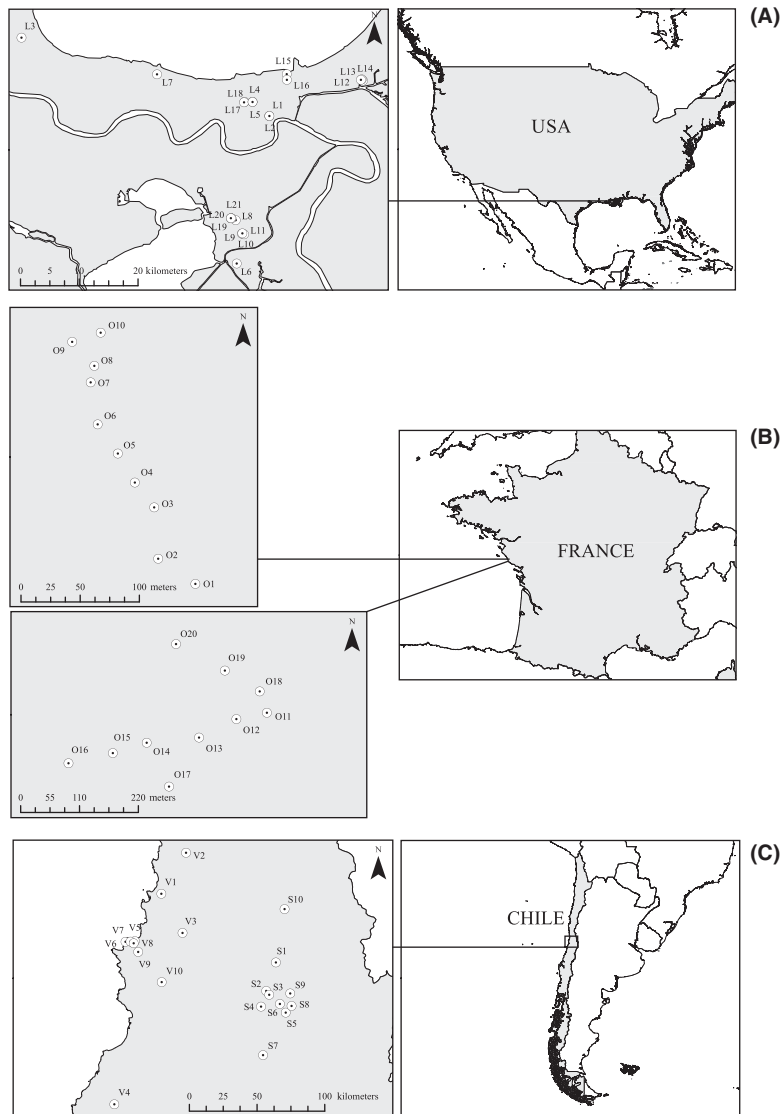 (A)
N
L3
L7
L15
L16
L13
L14
L12
L18
L4
L17
L5
L1
L2
L21
L20
L8
L19
L9
L11
L10
L6
0 5 10 20 kilometers
USA
(B)
N
O10
O9
O8
O7
O6
O5
O4
O3
O2
O1
0 25 50 100 meters
FRANCE
N
O20
O19
O18
O11
O12
O13
O14
O15
O16
O17
0 55 110 220 meters
(C)
N
V2
V1
V3
V7
V5
V6
V8
V9
V10
V4
S10
S1
S2
S3
S9
S4
S6
S8
S5
S7
0 25 50 100 kilometers
CHILE